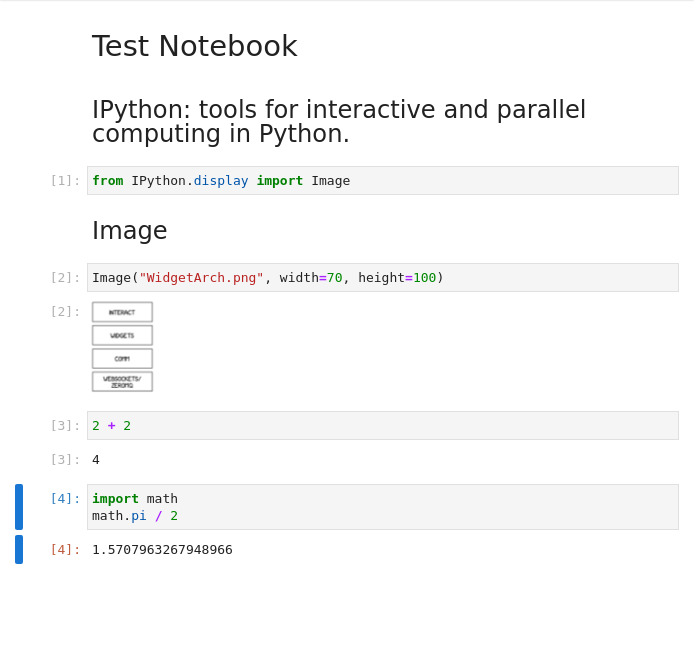 Test Notebook
IPython: tools for interactive and parallel
computing in Python.
[1]: from IPython.display import Image
Image
[2]: Image("WidgetArch.png", width=70, height=100)
[2]:
INTERACT
WIDGETS
COMM
WEBSOCKETS/
ZEROMQ
[3]: 2 + 2
[3]: 4
[4]: import math
math.pi / 2
[4]: 1.5707963267948966